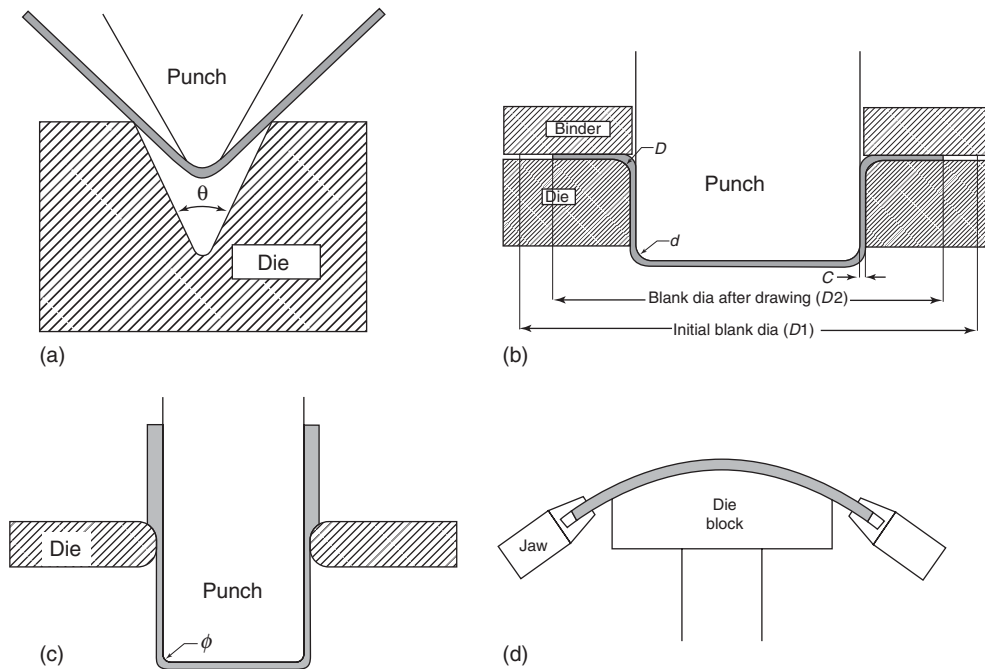 Punch
θ
Die
(a)
Binder
D
Die
Punch
d
C
Blank dia after drawing (D2)
Initial blank dia (D1)
(b)
Die
Punch
ϕ
(c)
Die
block
Jaw
(d)